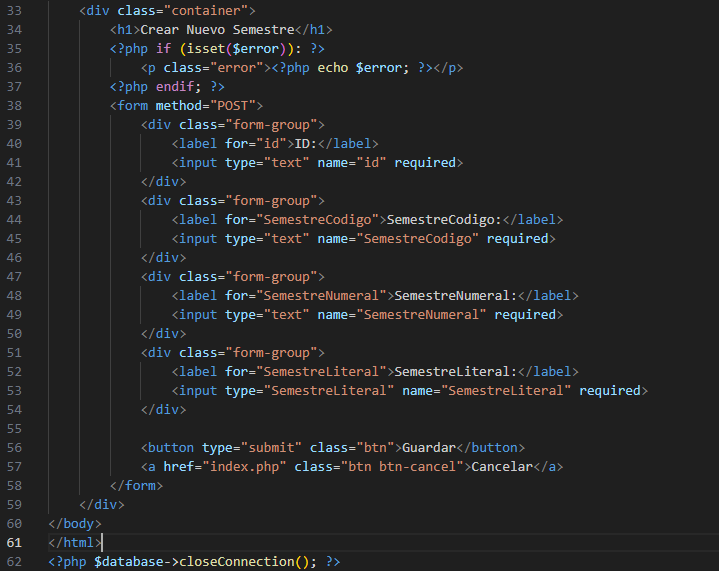 33 <div class="container">
34 <h1>Crear Nuevo Semestre</h1>
35 <?php if (isset($error)): ?>
36 <p class="error"><?php echo $error; ?></p>
37 <?php endif; ?>
38 <form method="POST">
39 <div class="form-group">
40 <label for="id">ID:</label>
41 <input type="text" name="id" required>
42 </div>
43 <div class="form-group">
44 <label for="SemestreCodigo">SemestreCodigo:</label>
45 <input type="text" name="SemestreCodigo" required>
46 </div>
47 <div class="form-group">
48 <label for="SemestreNumeral">SemestreNumeral:</label>
49 <input type="text" name="SemestreNumeral" required>
50 </div>
51 <div class="form-group">
52 <label for="SemestreLiteral">SemestreLiteral:</label>
53 <input type="SemestreLiteral" name="SemestreLiteral" required>
54 </div>
55
56 <button type="submit" class="btn">Guardar</button>
57 <a href="index.php" class="btn btn-cancel">Cancelar</a>
58 </form>
59 </div>
60 </body>
61 </html>
62 <?php $database->closeConnection(); ?>